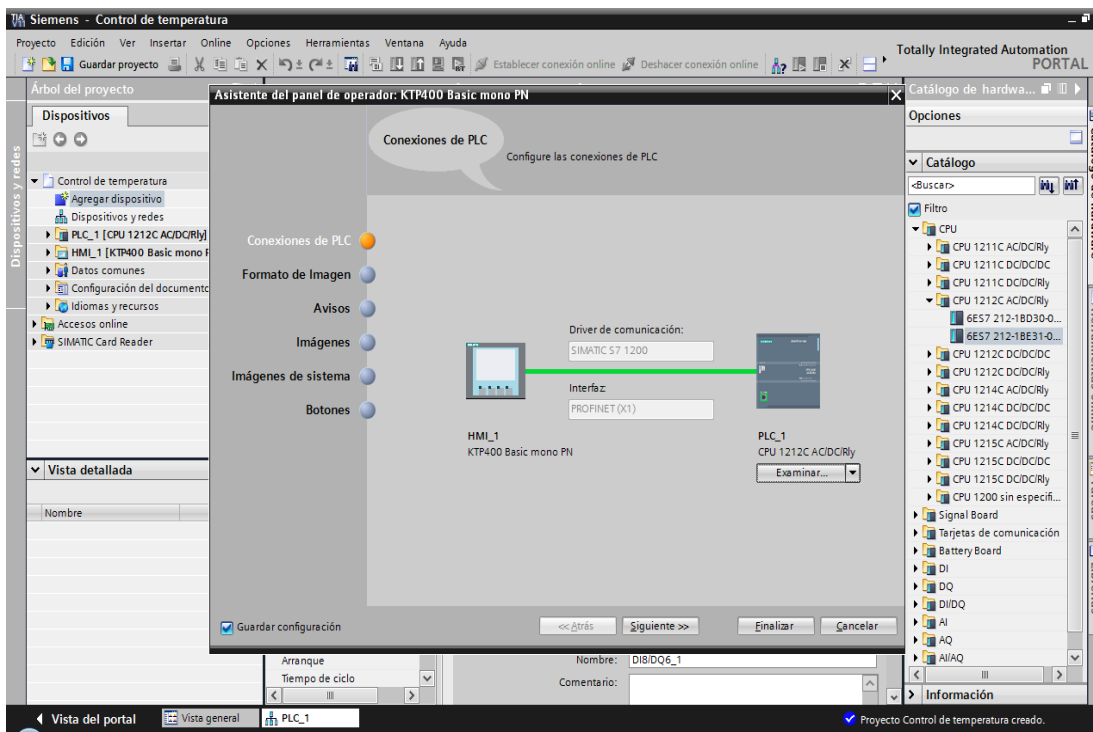 Siemens - Control de temperatura
Proyecto Edición Ver Insertar Online Opciones Herramientas Ventana Ayuda
Totally Integrated Automation
PORTAL
Guardar proyecto
Establecer conexión online
Deshacer conexión online
Árbol del proyecto
Dispositivos
Dispositivos y redes
Control de temperatura
Agregar dispositivo
Dispositivos y redes
PLC_1 [CPU 1212C AC/DC/Rly]
HMI_1 [KTP400 Basic mono P
Datos comunes
Configuración del documento
Idiomas y recursos
Accesos online
SIMATIC Card Reader
Vista detallada
Nombre
Asistente del panel de operador: KTP400 Basic mono PN
Conexiones de PLC
Configure las conexiones de PLC
Conexiones de PLC
Formato de Imagen
Avisos
Imágenes
Imágenes de sistema
Botones
Driver de comunicación:
SIMATIC S7 1200
Interfaz:
PROFINET (X1)
HMI_1
KTP400 Basic mono PN
PLC_1
CPU 1212C AC/DC/Rly
Examinar...
Guardar configuración
<< Atrás
Siguiente >>
Finalizar
Cancelar
Arranque
Tiempo de ciclo
Nombre: DI8/DQ6_1
Comentario:
Catálogo de hardwa...
Opciones
Catálogo
<Buscar>
Filtro
CPU
CPU 1211C AC/DC/Rly
CPU 1211C DC/DC/DC
CPU 1211C DC/DC/Rly
CPU 1212C AC/DC/Rly
6ES7 212-1BD30-0...
6ES7 212-1BE31-0...
CPU 1212C DC/DC/DC
CPU 1212C DC/DC/Rly
CPU 1214C AC/DC/Rly
CPU 1214C DC/DC/DC
CPU 1214C DC/DC/Rly
CPU 1215C AC/DC/Rly
CPU 1215C DC/DC/DC
CPU 1215C DC/DC/Rly
CPU 1200 sin especifi...
Signal Board
Tarjetas de comunicación
Battery Board
DI
DQ
DI/DQ
AI
AQ
AI/AQ
Información
Vista del portal
Vista general
PLC_1
Proyecto Control de temperatura creado.